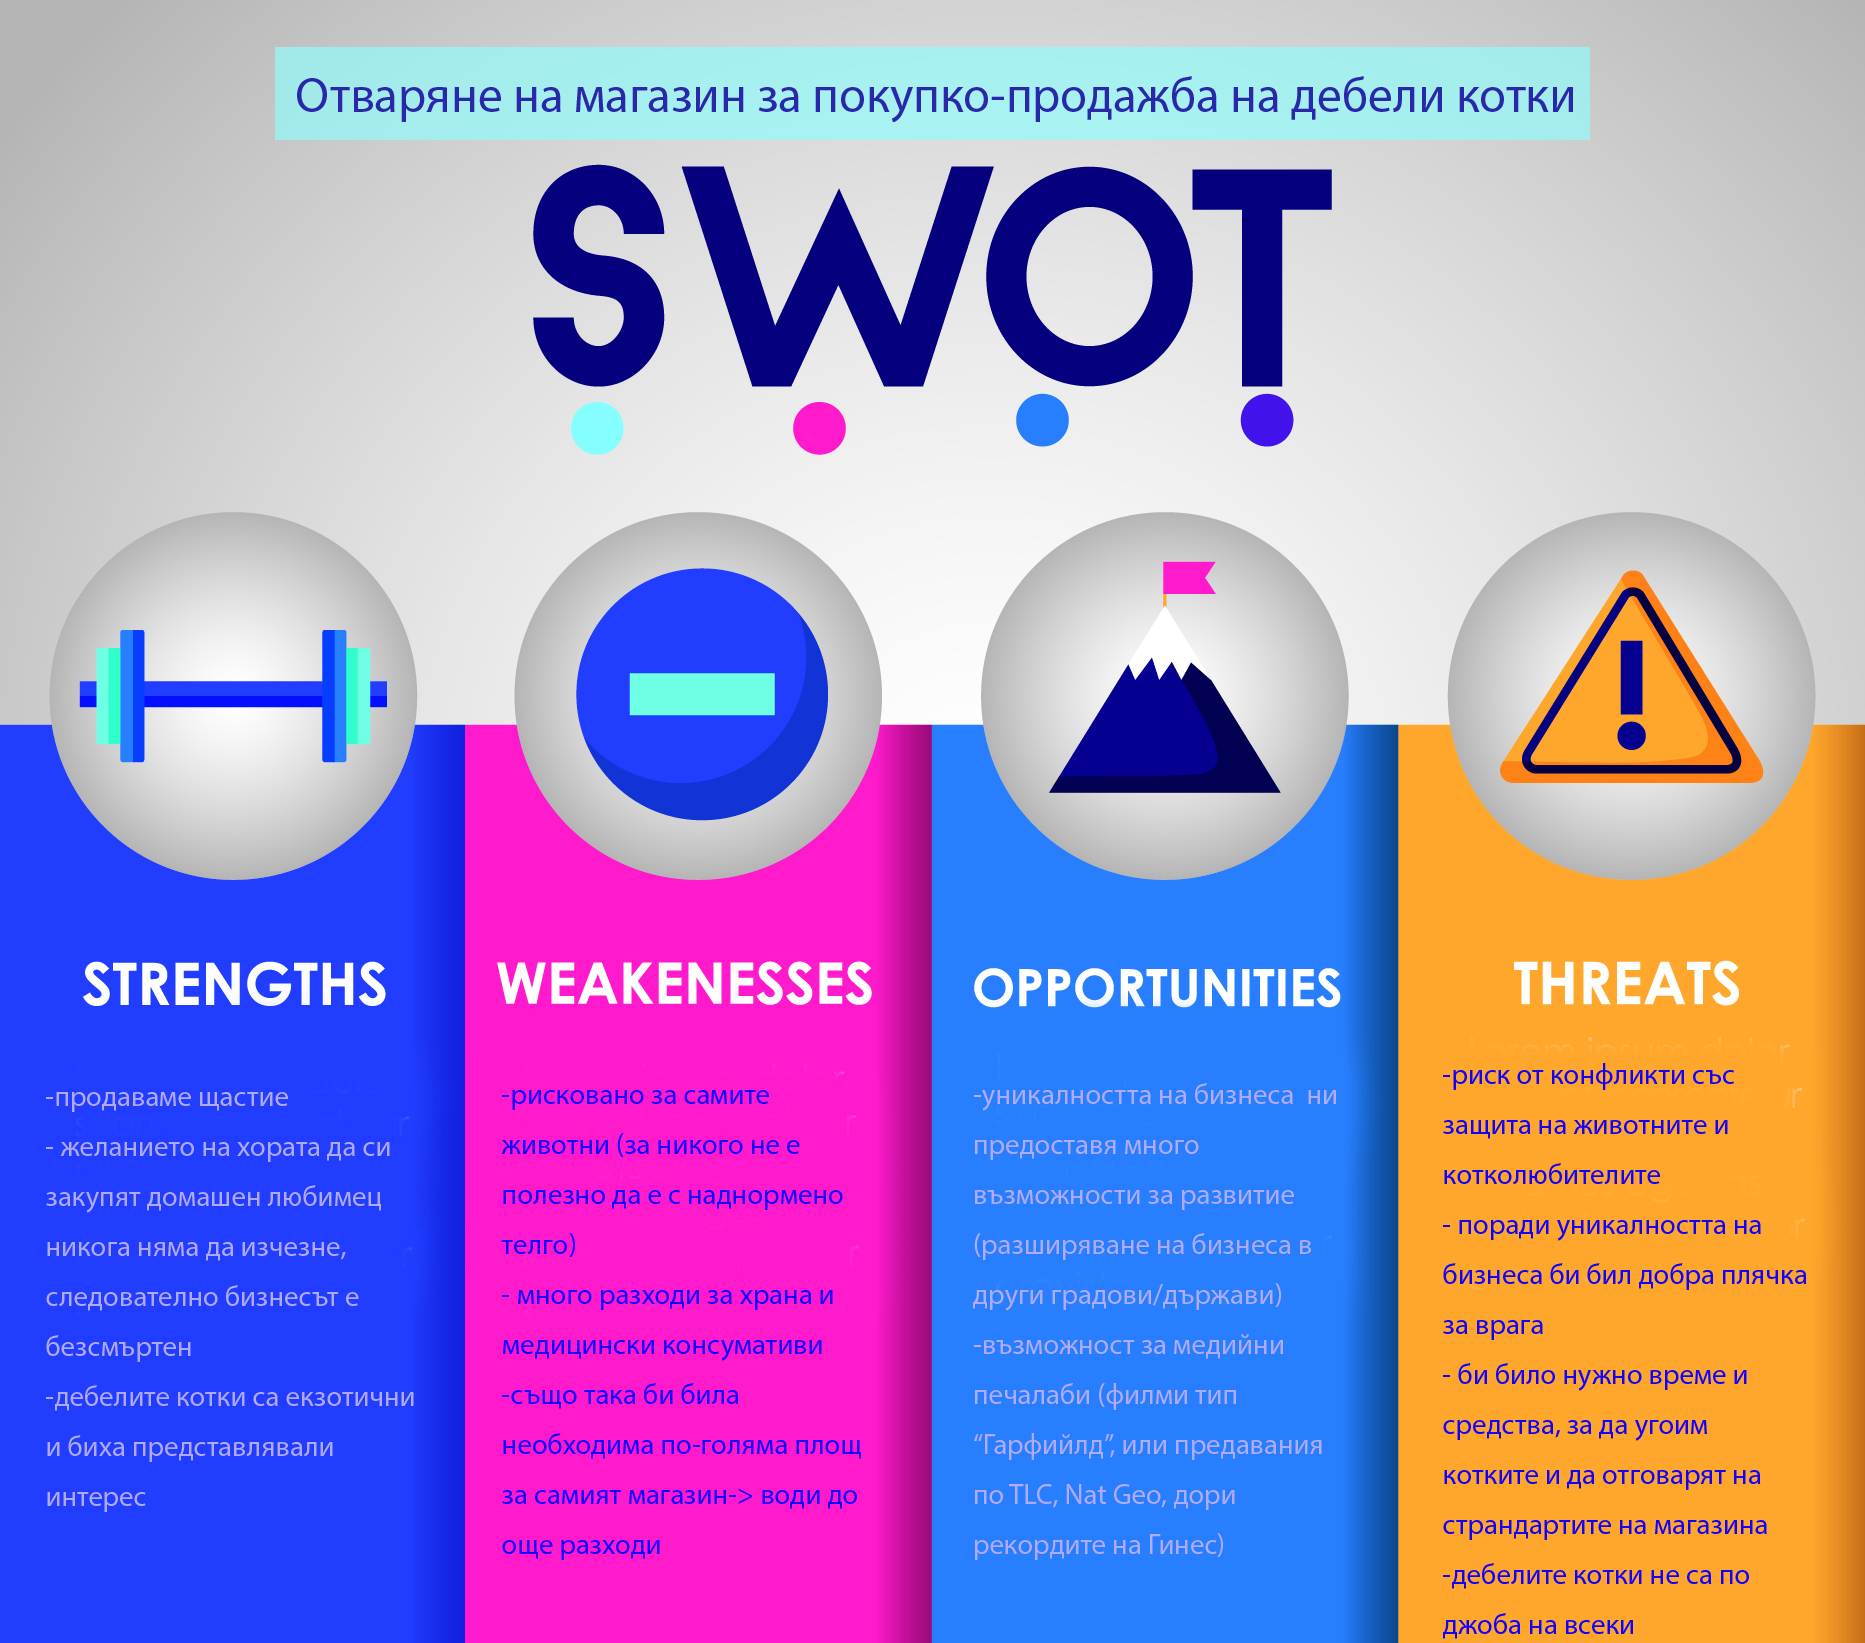 Отваряне на магазин за покупко-продажба на дебели котки
SWOT
STRENGTHS
-продаваме щастие
- желанието на хората да си
закупят домашен любимец
никога няма да изчезне,
следователно бизнесът е
безсмъртен
-дебелите котки са екзотични
и биха представлявали
интерес
WEAKENESSES
-рисковано за самите
животни (за никого не е
полезно да е с наднормено
телго)
- много разходи за храна и
медицински консумативи
-също така би била
необходима по-голяма площ
за самият магазин-> води до
още разходи
OPPORTUNITIES
-уникалността на бизнеса  ни
предоставя много
възможности за развитие
(разширяване на бизнеса в
други градови/държави)
-възможност за медийни
печалаби (филми тип
“Гарфийлд”, или предавания
по TLC, Nat Geo, дори
рекордите на Гинес)
THREATS
Lorem ipsum dolor
-риск от конфликти със
защита на животните и
котколюбителите
- поради уникалността на
бизнеса би бил добра плячка
за врага
- би било нужно време и
средства, за да угоим
котките и да отговарят на
страндартите на магазина
-дебелите котки не са по
джоба на всеки